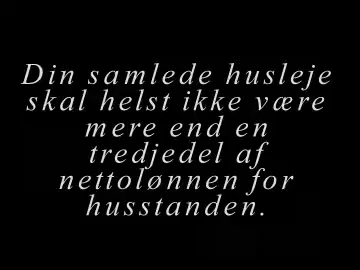 Din samlede husleje
skal helst ikke være
mere end en
tredjedel af
nettolønnen for
husstanden.